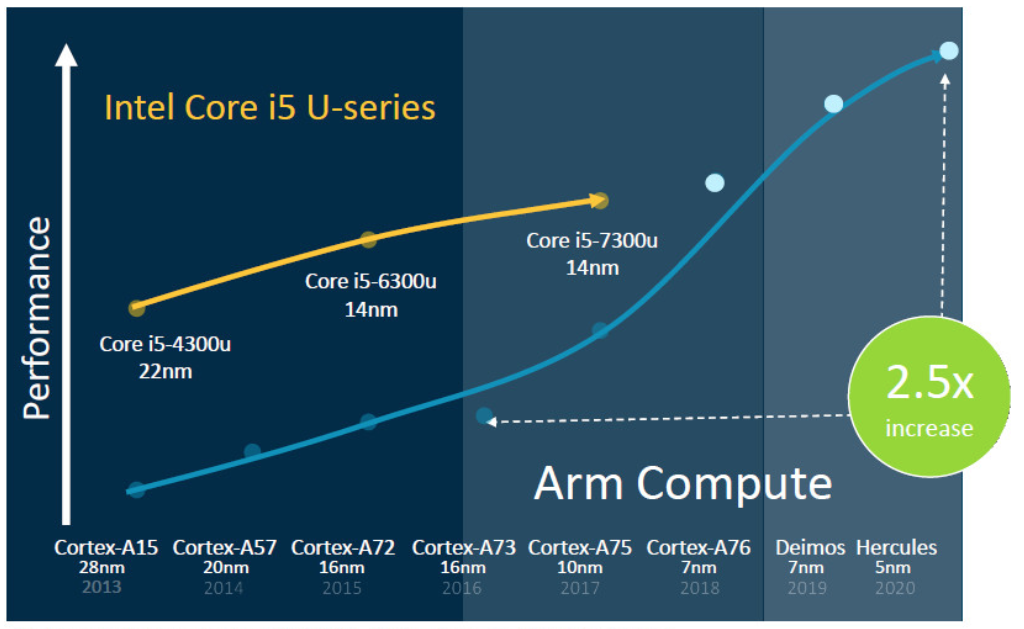 Intel Core i5 U-series
Performance
Core i5-4300u
22nm
Core i5-6300u
14nm
Core i5-7300u
14nm
2.5x
increase
Arm Compute
Cortex-A15 Cortex-A57 Cortex-A72 Cortex-A73 Cortex-A75 Cortex-A76 Deimos Hercules
28nm 20nm 16nm 16nm 10nm 7nm 7nm 5nm
2013 2014 2015 2016 2017 2018 2019 2020